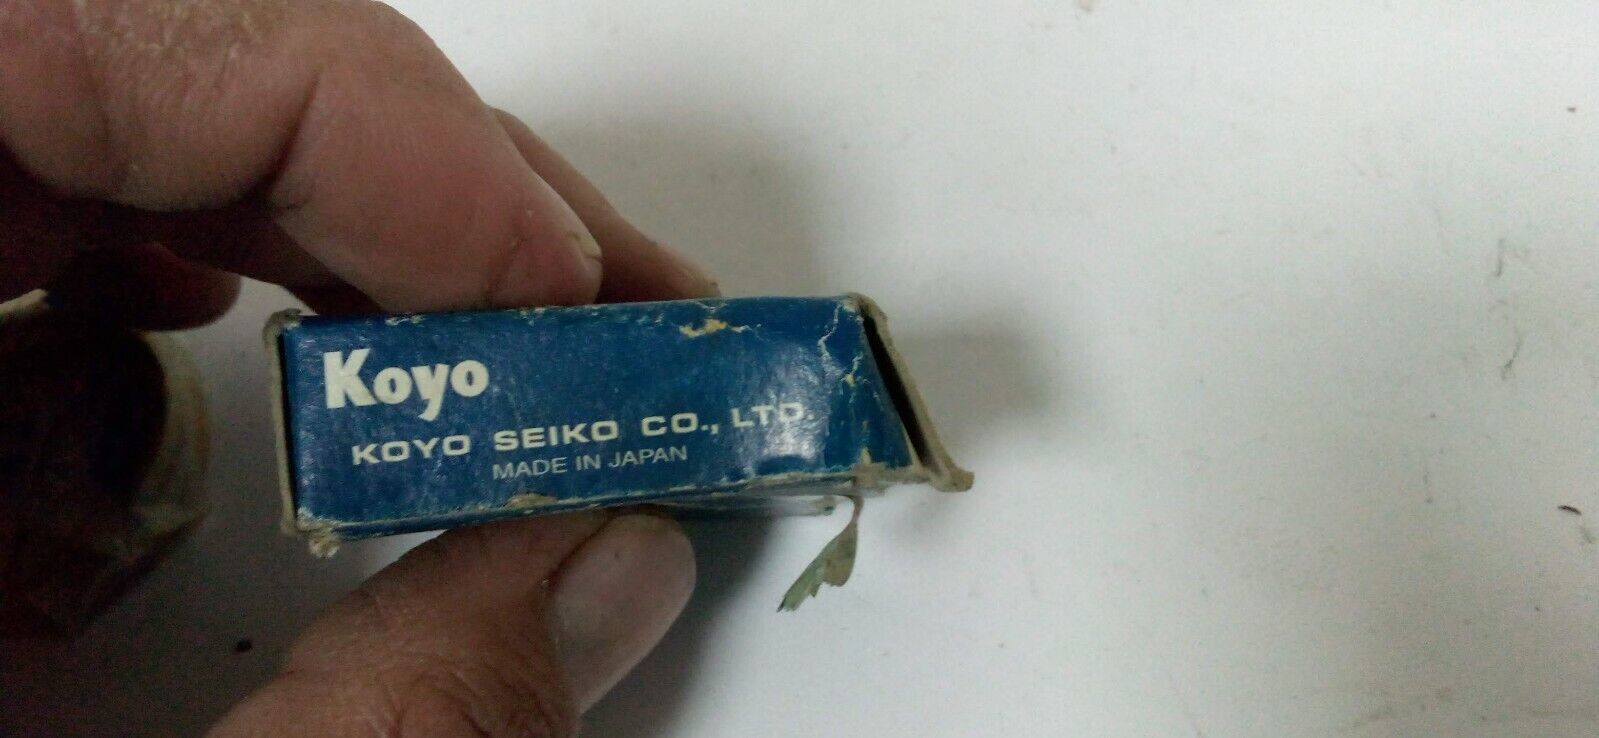 Koyo
KOYO SEIKO CO., LTD.
MADE IN JAPAN